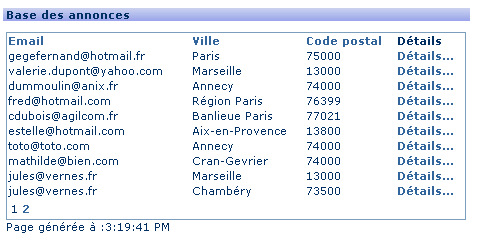 Base des annonces
Email Ville Code postal Détails
gegefernand@hotmail.fr Paris 75000 Détails...
valerie.dupont@yahoo.com Marseille 13000 Détails...
dummoulin@anix.fr Annecy 74000 Détails...
fred@hotmail.com Région Paris 76399 Détails...
cdubois@agilcom.fr Banlieue Paris 77021 Détails...
estelle@hotmail.com Aix-en-Provence 13800 Détails...
toto@toto.com Annecy 74000 Détails...
mathilde@bien.com Cran-Gevrier 74000 Détails...
jules@vernes.fr Marseille 13000 Détails...
jules@vernes.fr Chambéry 73500 Détails...
1 2
Page générée à :3:19:41 PM